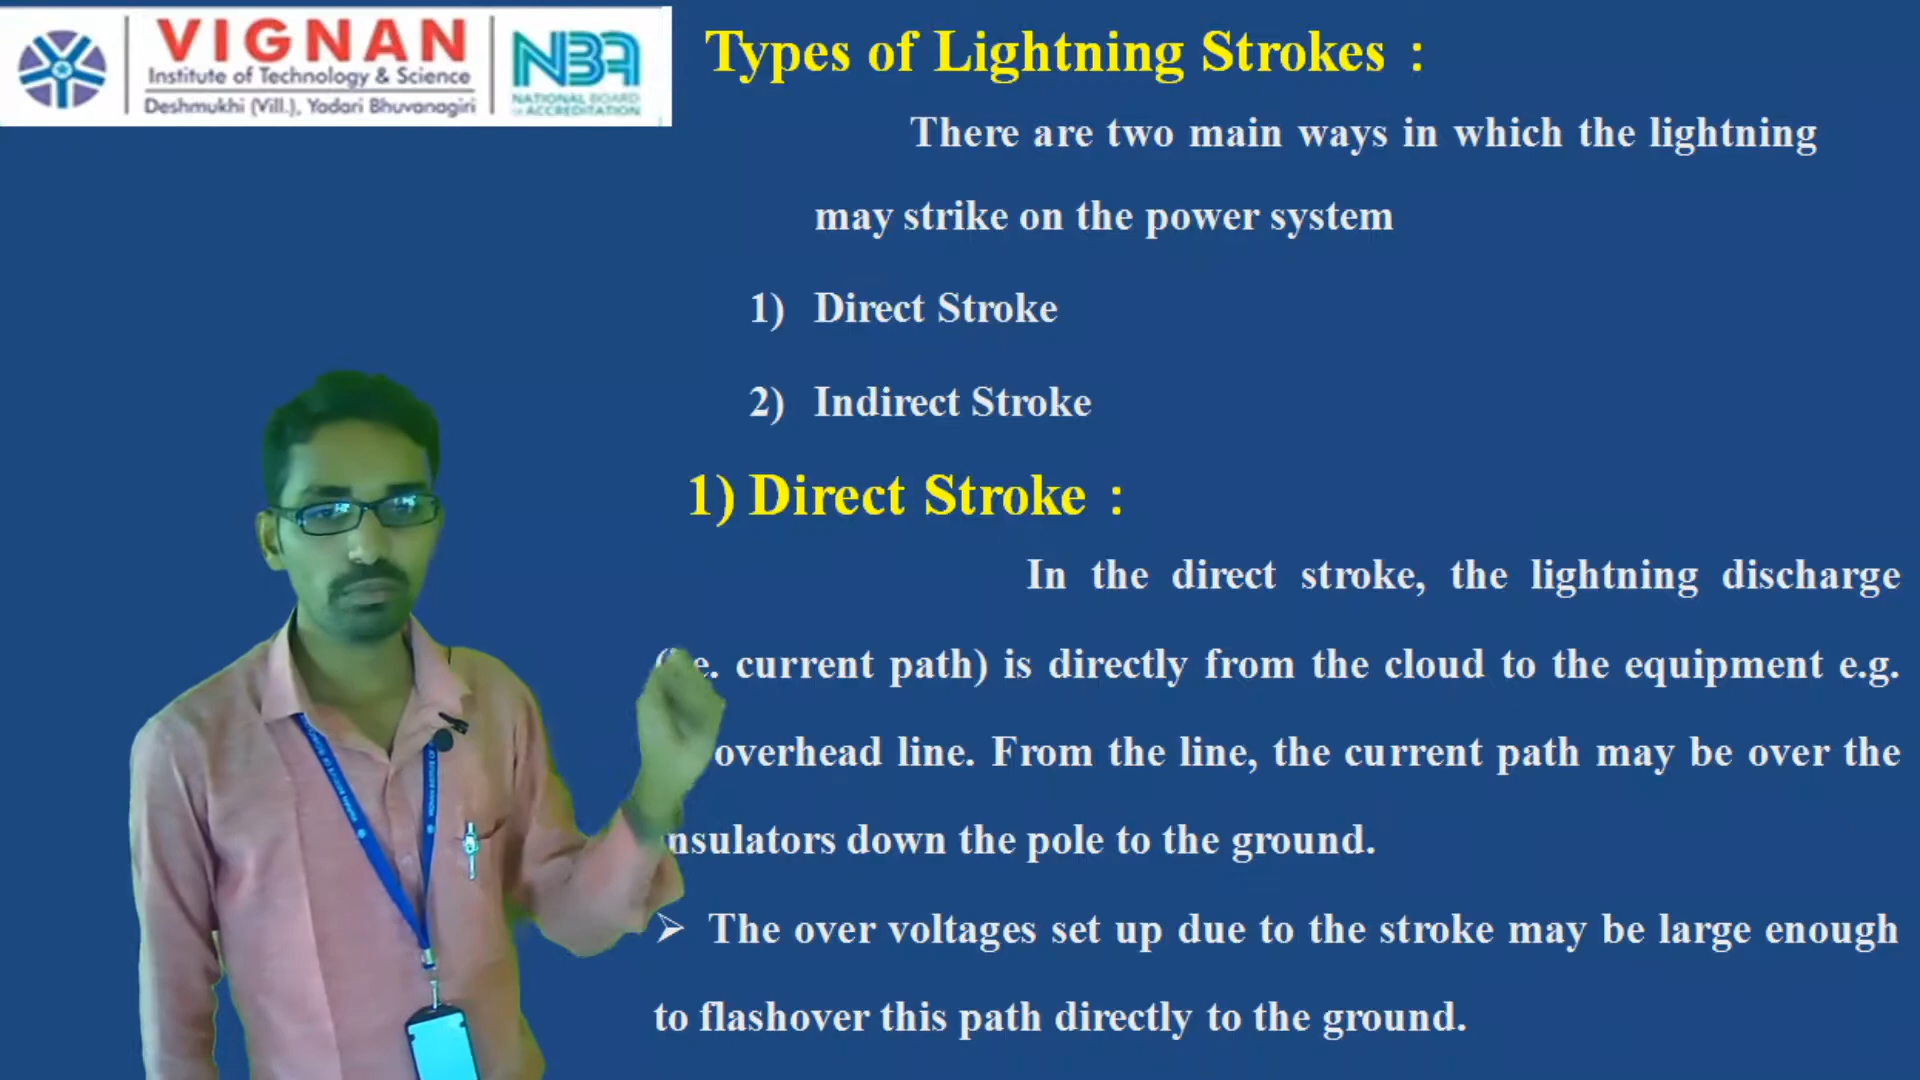 VIGNAN
Institute of Technology & Science
Deshmukhi (Vill.), Yadari Bhuvanagiri
NBA
NATIONAL BOARD
of ACCREDITATION
Types of Lightning Strokes :
There are two main ways in which the lightning
may strike on the power system
1) Direct Stroke
2) Indirect Stroke
1) Direct Stroke :
In the direct stroke, the lightning discharge
e. current path) is directly from the cloud to the equipment e.g.
overhead line. From the line, the current path may be over the
nsulators down the pole to the ground.
➢ The over voltages set up due to the stroke may be large enough
to flashover this path directly to the ground.